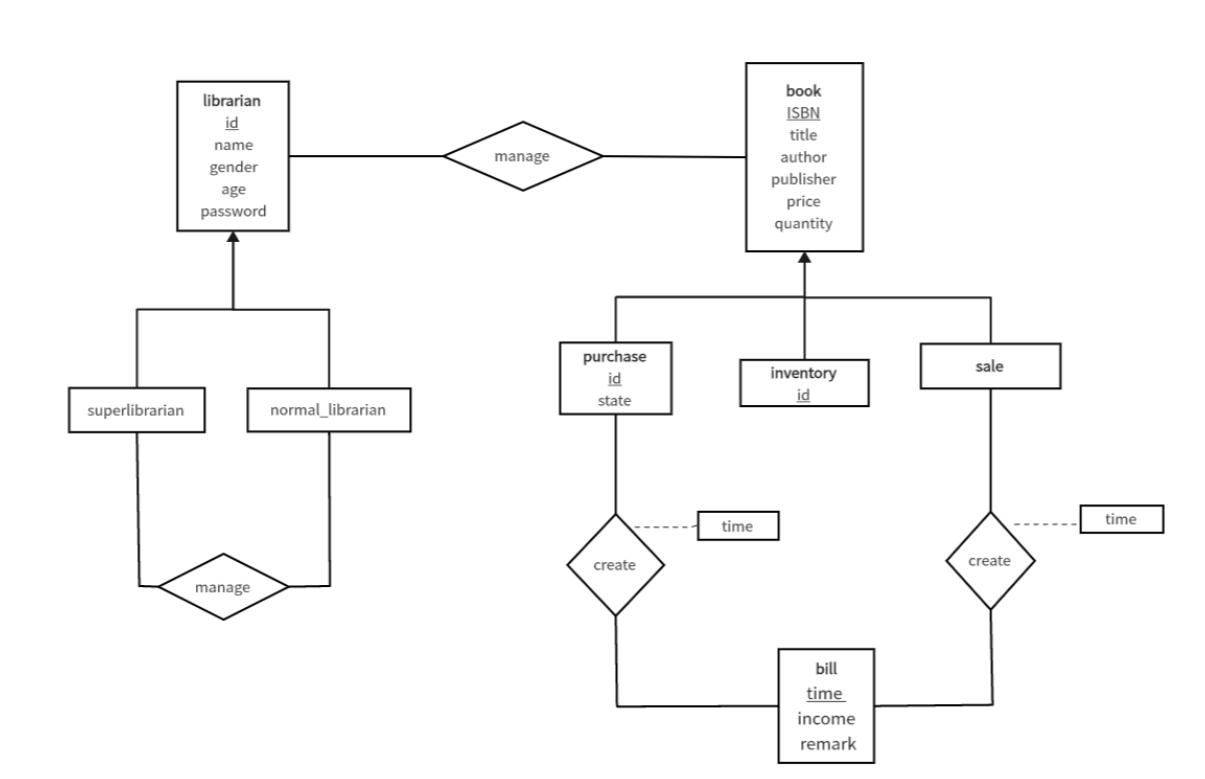 librarian
id
name
gender
age
password
manage
book
ISBN
title
author
publisher
price
quantity
superlibrarian
normal_librarian
manage
purchase
id
state
inventory
id
sale
create
time
create
time
bill
time
income
remark